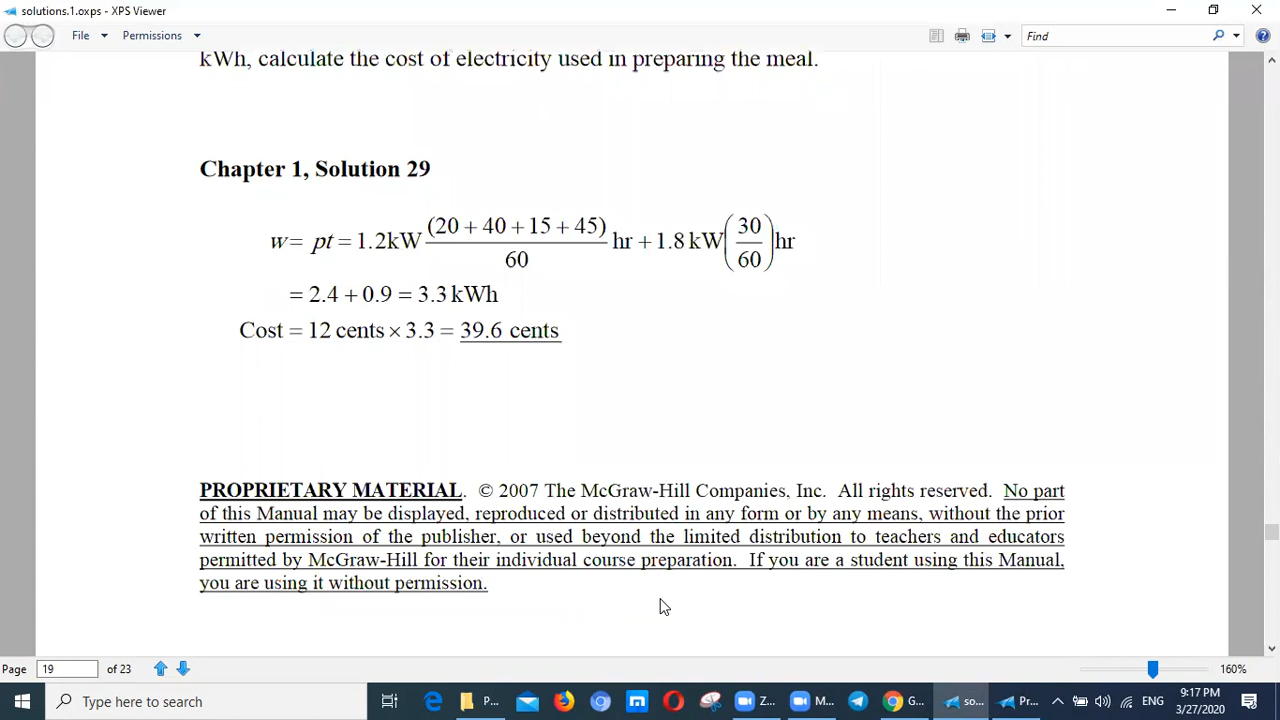 solutions.1.oxps - XPS Viewer
File Permissions Find
kWh, calculate the cost of electricity used in preparing the meal.
Chapter 1, Solution 29
w = pt = 1.2kW (20 + 40 + 15 + 45)/60 hr + 1.8 kW(30/60)hr
= 2.4 + 0.9 = 3.3 kWh
Cost = 12 cents × 3.3 = 39.6 cents
PROPRIETARY MATERIAL. © 2007 The McGraw-Hill Companies, Inc. All rights reserved. No part
of this Manual may be displayed, reproduced or distributed in any form or by any means, without the prior
written permission of the publisher, or used beyond the limited distribution to teachers and educators
permitted by McGraw-Hill for their individual course preparation. If you are a student using this Manual,
you are using it without permission.
Page 19 of 23 160%
Type here to search P... Z... M... G... so... Pr... ENG 9:17 PM
3/27/2020